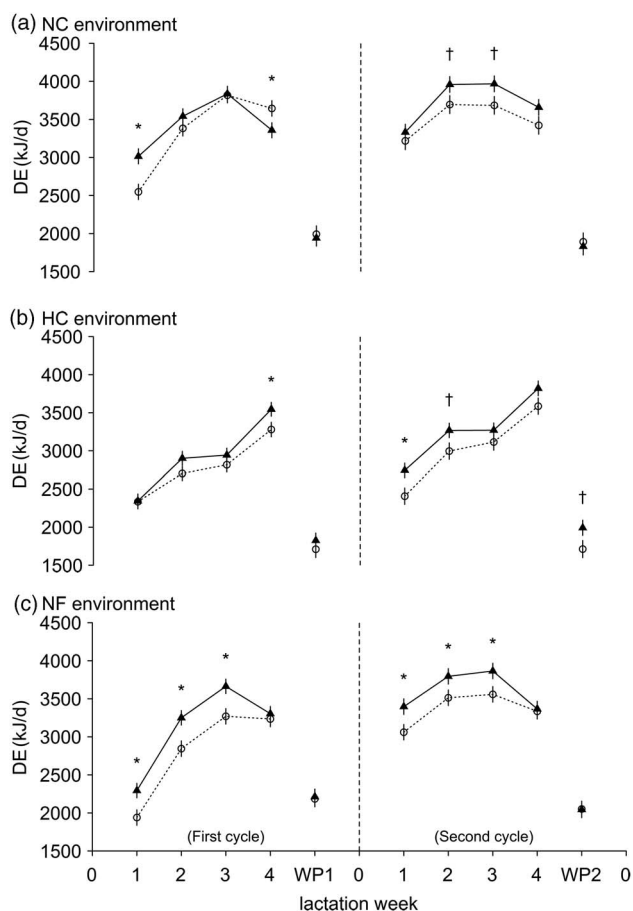 (a) NC environment
* * † †
4500
4000
3500
3000
2500
2000
1500
DE (kJ/d)
(b) HC environment
* * † †
4500
4000
3500
3000
2500
2000
1500
DE (kJ/d)
(c) NF environment
* * * * * *
4500
4000
3500
3000
2500
2000
1500
DE (kJ/d)
(First cycle) (Second cycle)
0 1 2 3 4 WP1 0 1 2 3 4 WP2 0
lactation week